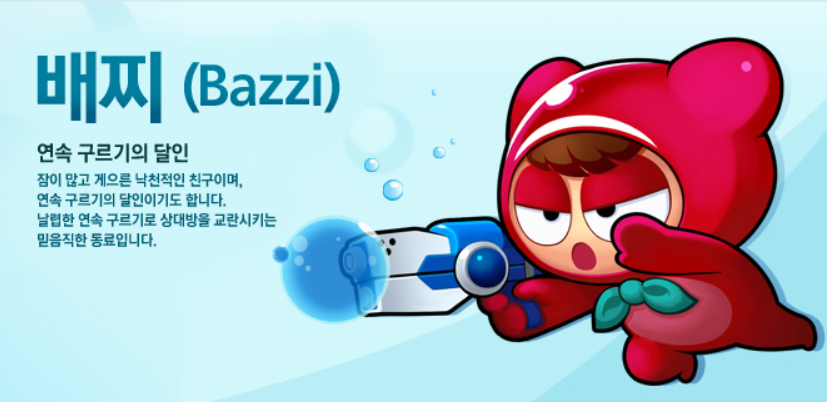 배찌 (Bazzi)
연속 구르기의 달인
잠이 많고 게으른 낙천적인 친구이며,
연속 구르기의 달인이기도 합니다.
날렵한 연속 구르기로 상대방을 교란시키는
믿음직한 동료입니다.